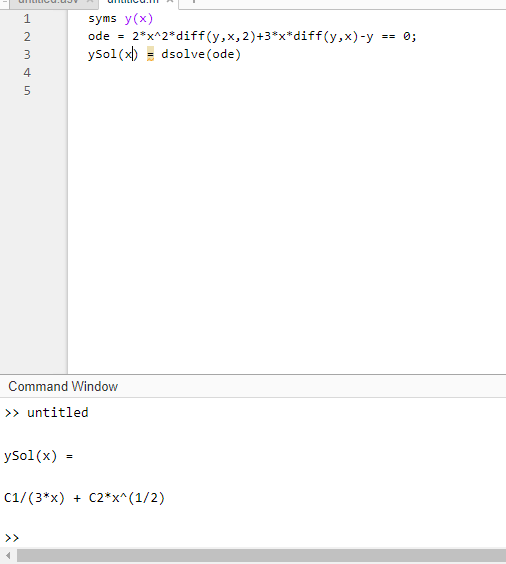 1 syms y(x)
2 ode = 2*x^2*diff(y,x,2)+3*x*diff(y,x)-y == 0;
3 ySol(x) = dsolve(ode)
4
5
Command Window
>> untitled
ySol(x) =
C1/(3*x) + C2*x^(1/2)
>>